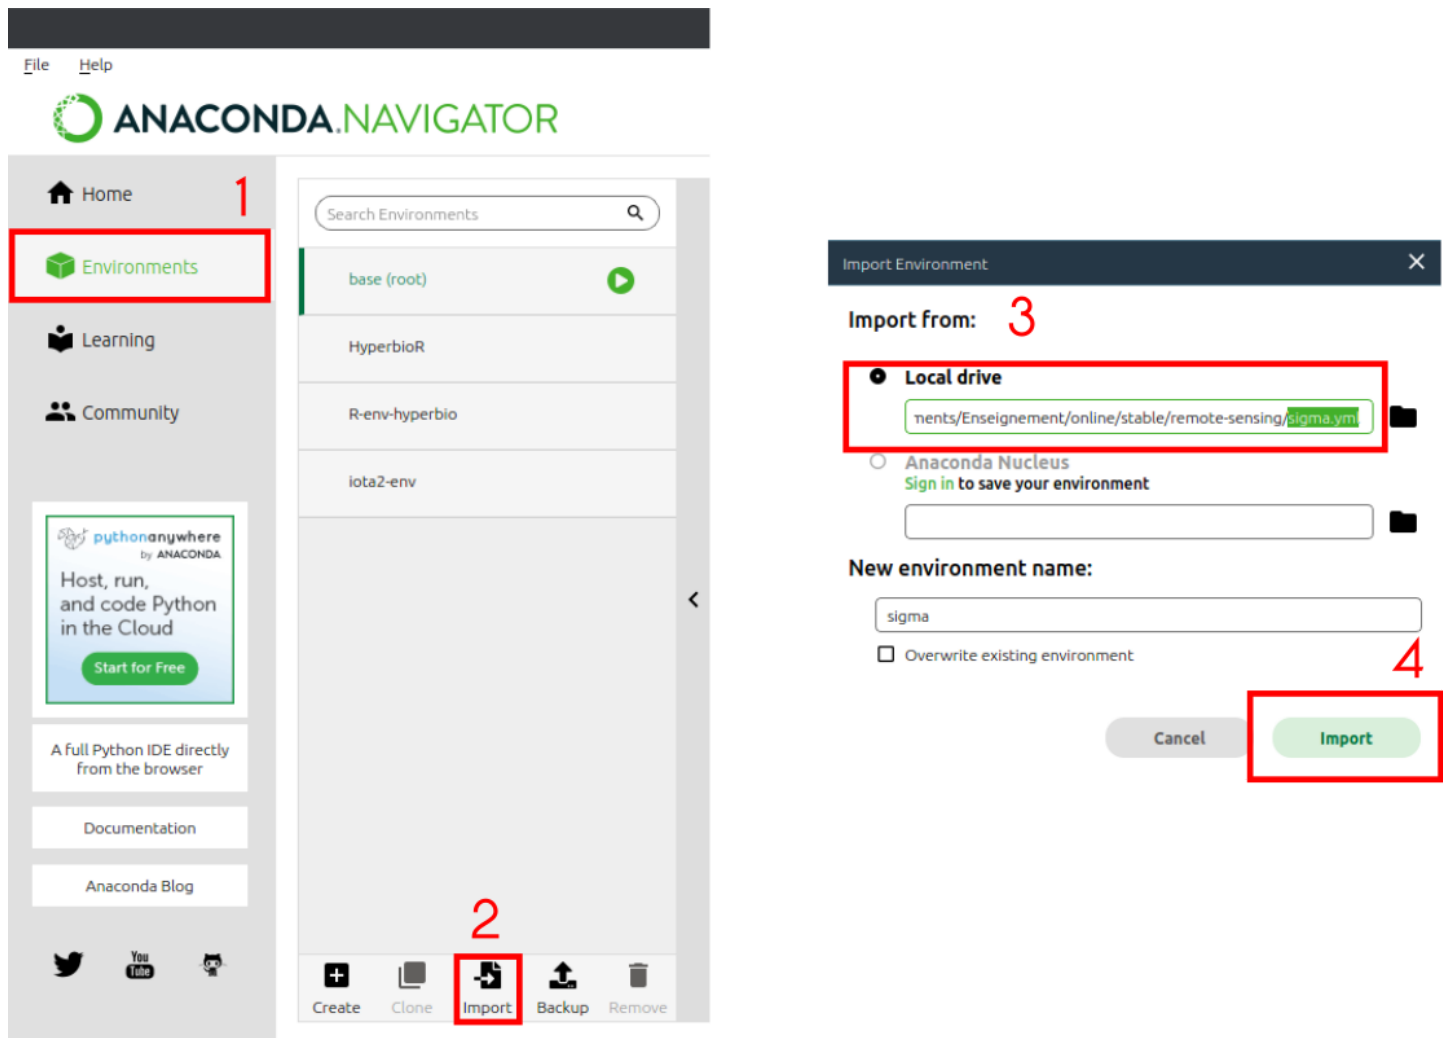 File Help
ANACONDA.NAVIGATOR
1
Home
Environments
Learning
Community
pythonanywhere
by ANACONDA
Host, run,
and code Python
in the Cloud
Start for Free
A full Python IDE directly
from the browser
Documentation
Anaconda Blog
You
Tube
Search Environments
base (root)
HyperbioR
R-env-hyperbio
iota2-env
2
Create Clone Import Backup Remove
Import Environment
Import from: 3
Local drive
nents/Enseignement/online/stable/remote-sensing/sigma.yml
Anaconda Nucleus
Sign in to save your environment
New environment name:
sigma
Overwrite existing environment
4
Cancel Import